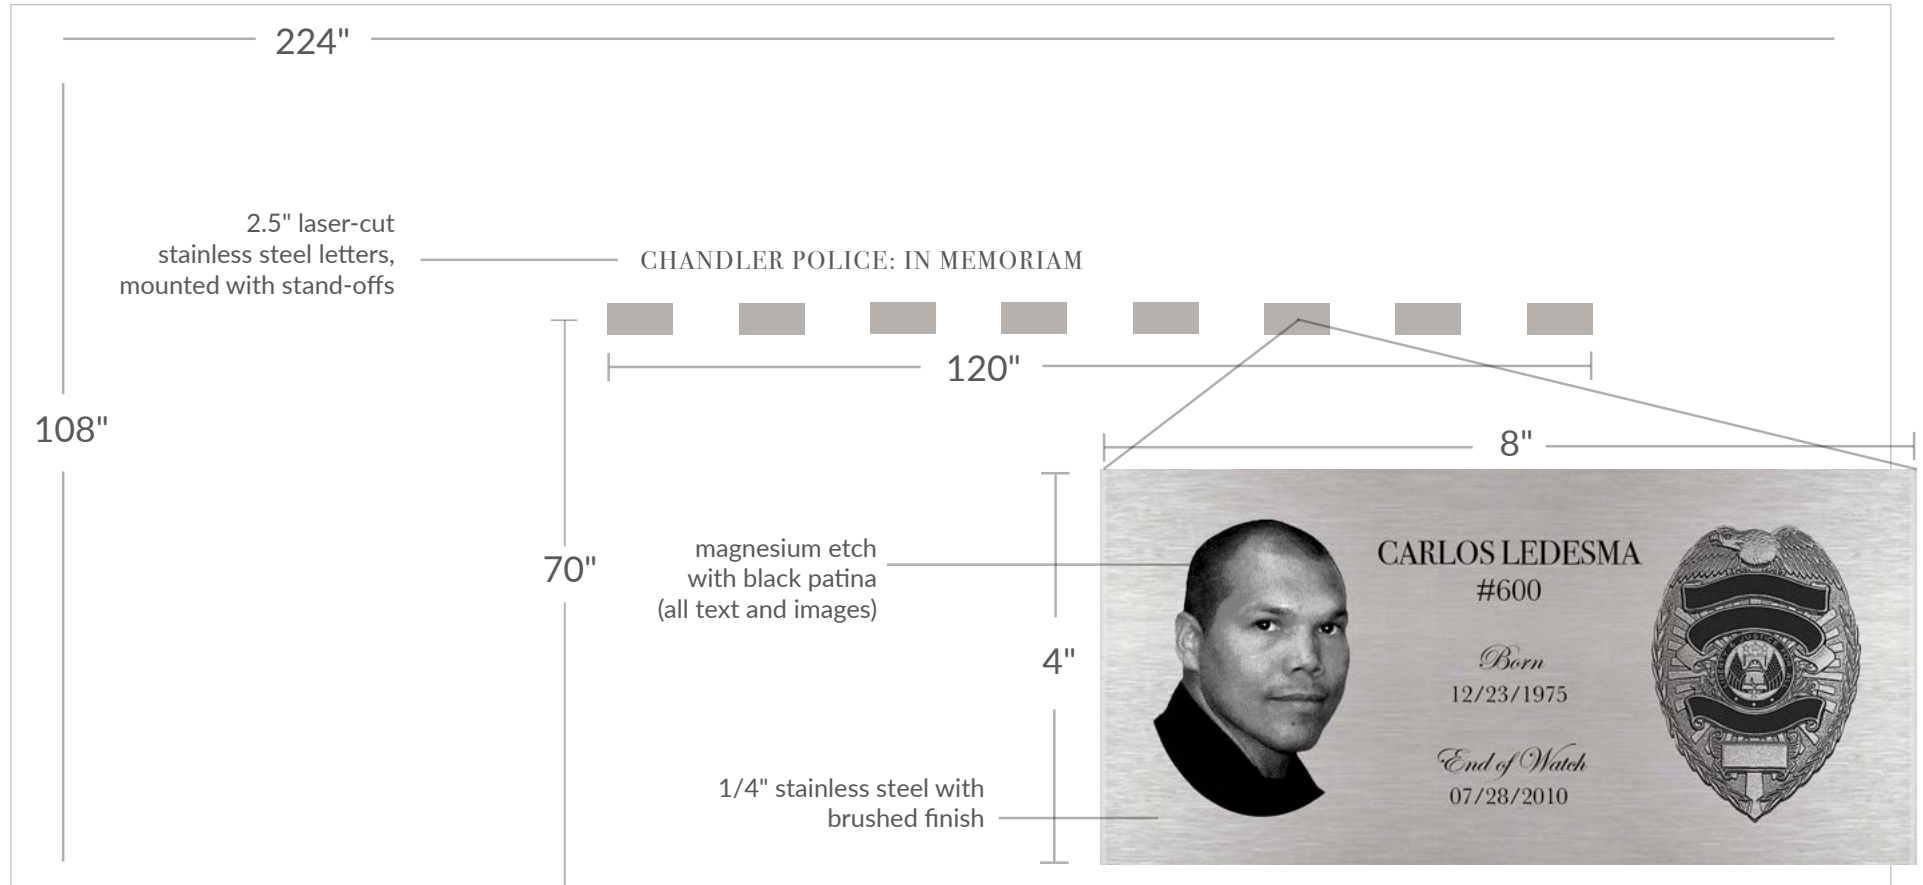 224"
2.5" laser-cut
stainless steel letters,
mounted with stand-offs
CHANDLER POLICE: IN MEMORIAM
120"
108"
8"
70"
magnesium etch
with black patina
(all text and images)
4"
1/4" stainless steel with
brushed finish
CARLOS LEDESMA
#600
Born
12/23/1975
End of Watch
07/28/2010
JUSTICE